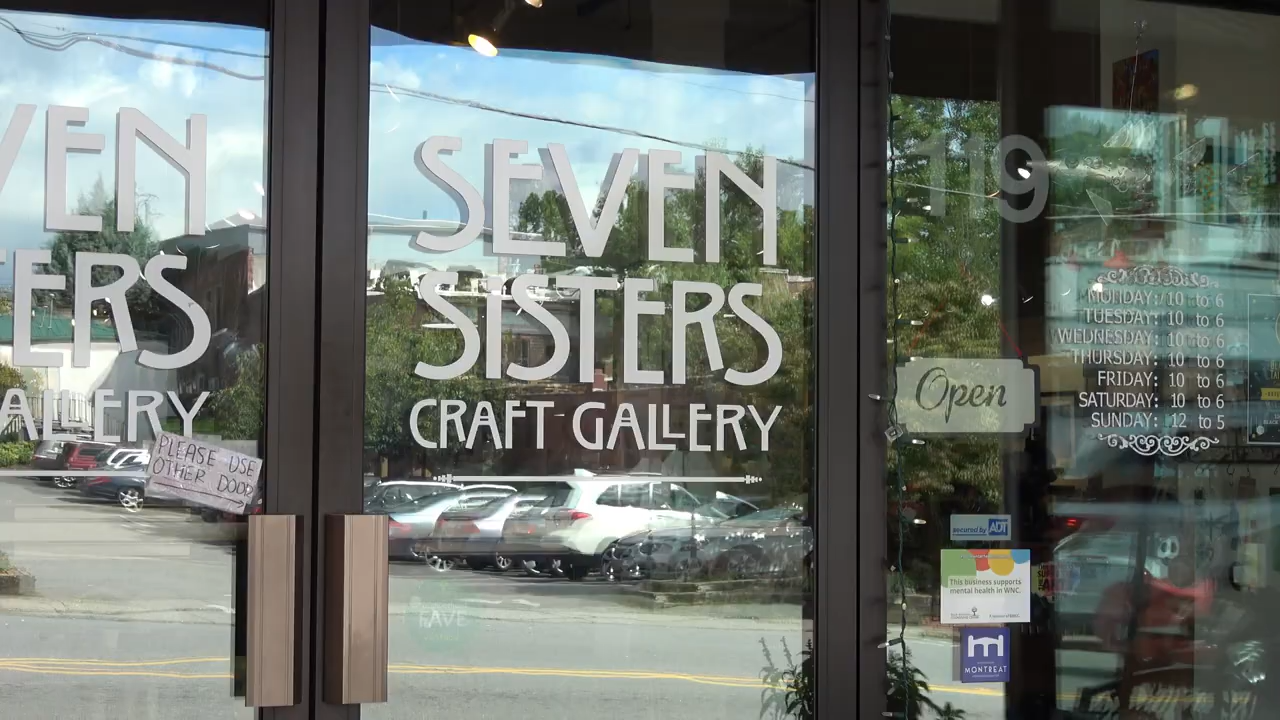 VEN
TERS
ALLERY
PLEASE USE
OTHER DOOR
SEVEN
SISTERS
CRAFT GALLERY
119
Open
MONDAY: 10 to 6
TUESDAY: 10 to 6
WEDNESDAY: 10 to 6
THURSDAY: 10 to 6
FRIDAY: 10 to 6
SATURDAY: 10 to 6
SUNDAY: 12 to 5
secured by ADT
This business supports
mental health in WNC.
MONTREAT